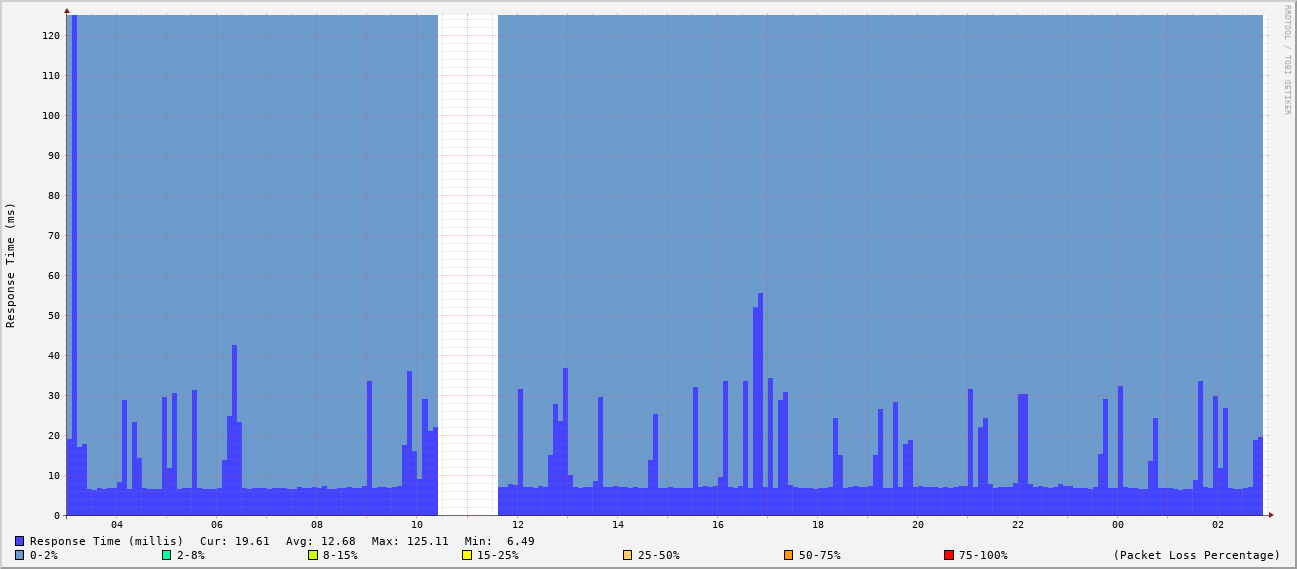 RRDTOOL / TOBI OETIKER
Response Time (ms)
120
110
100
90
80
70
60
50
40
30
20
10
0
04 06 08 10 12 14 16 18 20 22 00 02
Response Time (millis) Cur: 19.61 Avg: 12.68 Max: 125.11 Min: 6.49
0-2% 2-8% 8-15% 15-25% 25-50% 50-75% 75-100% (Packet Loss Percentage)